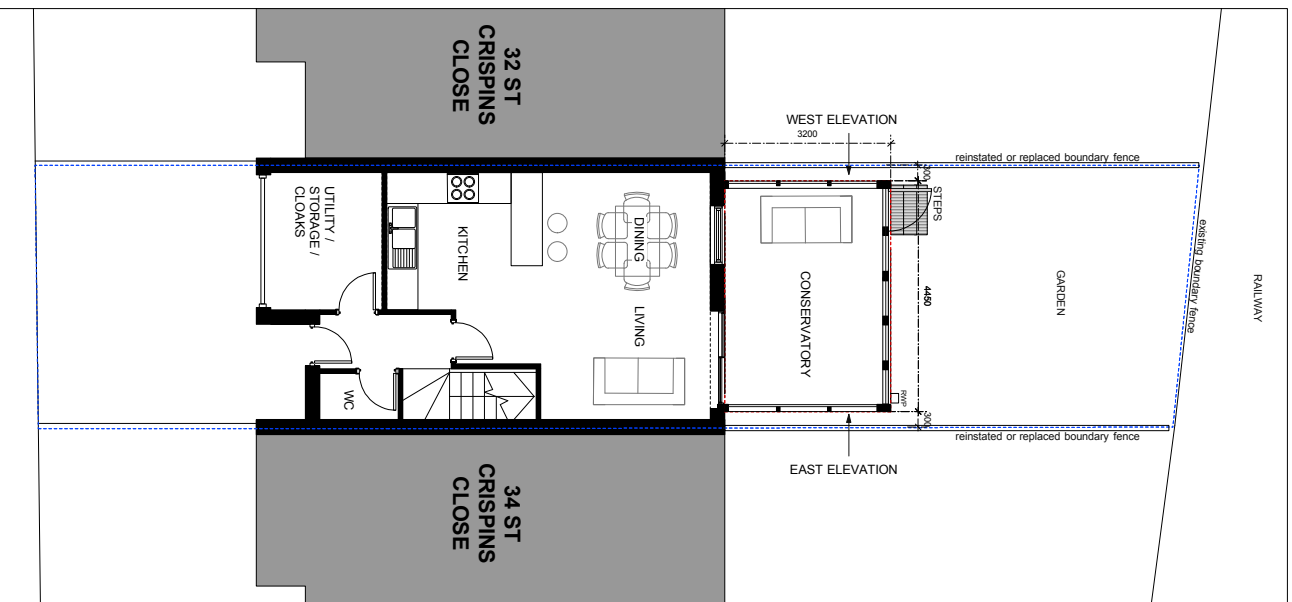 32 ST
CRISPINS
CLOSE
WEST ELEVATION
3200
reinstated or replaced boundary fence
300
STEPS
UTILITY /
STORAGE /
CLOAKS
KITCHEN
DINING
LIVING
CONSERVATORY
4450
GARDEN
existing boundary fence
RAILWAY
WC
RWP
300
reinstated or replaced boundary fence
EAST ELEVATION
34 ST
CRISPINS
CLOSE